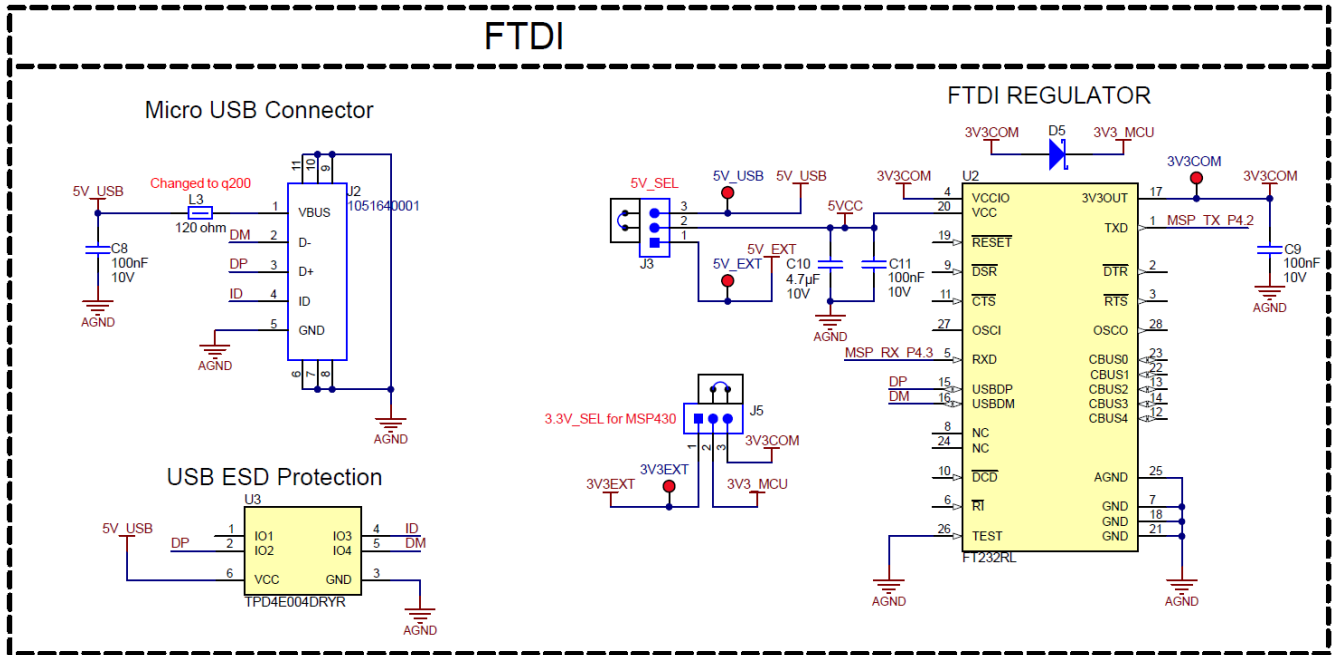 FTDI
Micro USB Connector
FTDI REGULATOR
5V_USB
Changed to q200
L3
120 ohm
C8
100nF
10V
AGND
11
10
9
J2
1051640001
1
VBUS
DM
2
D-
DP
3
D+
ID
4
ID
5
GND
AGND
6
7
8
AGND
USB ESD Protection
U3
5V_USB
1
IO1
IO3
4
ID
DP
2
IO2
IO4
5
DM
6
VCC
GND
3
TPD4E004DRYR
AGND
5V_SEL
5V_USB
5V_USB
3
2
1
J3
5VCC
5V_EXT
5V_EXT
C10
4.7µF
10V
C11
100nF
10V
AGND
3.3V_SEL for MSP430
J5
1
2
3
3V3COM
3V3EXT
3V3EXT
3V3_MCU
3V3COM
D5
3V3_MCU
U2
3V3COM
4
VCCIO
20
VCC
19
RESET
9
DSR
11
CTS
27
OSCI
MSP_RX_P4.3
5
RXD
DP
15
USBDP
DM
16
USBDM
8
NC
24
NC
10
DCD
6
RI
26
TEST
FT232RL
AGND
3V3COM
3V3COM
3V3OUT
17
TXD
1
MSP_TX_P4.2
DTR
2
RTS
3
OSCO
28
CBUS0
23
CBUS1
22
CBUS2
13
CBUS3
14
CBUS4
12
AGND
25
GND
7
GND
18
GND
21
AGND
C9
100nF
10V
AGND